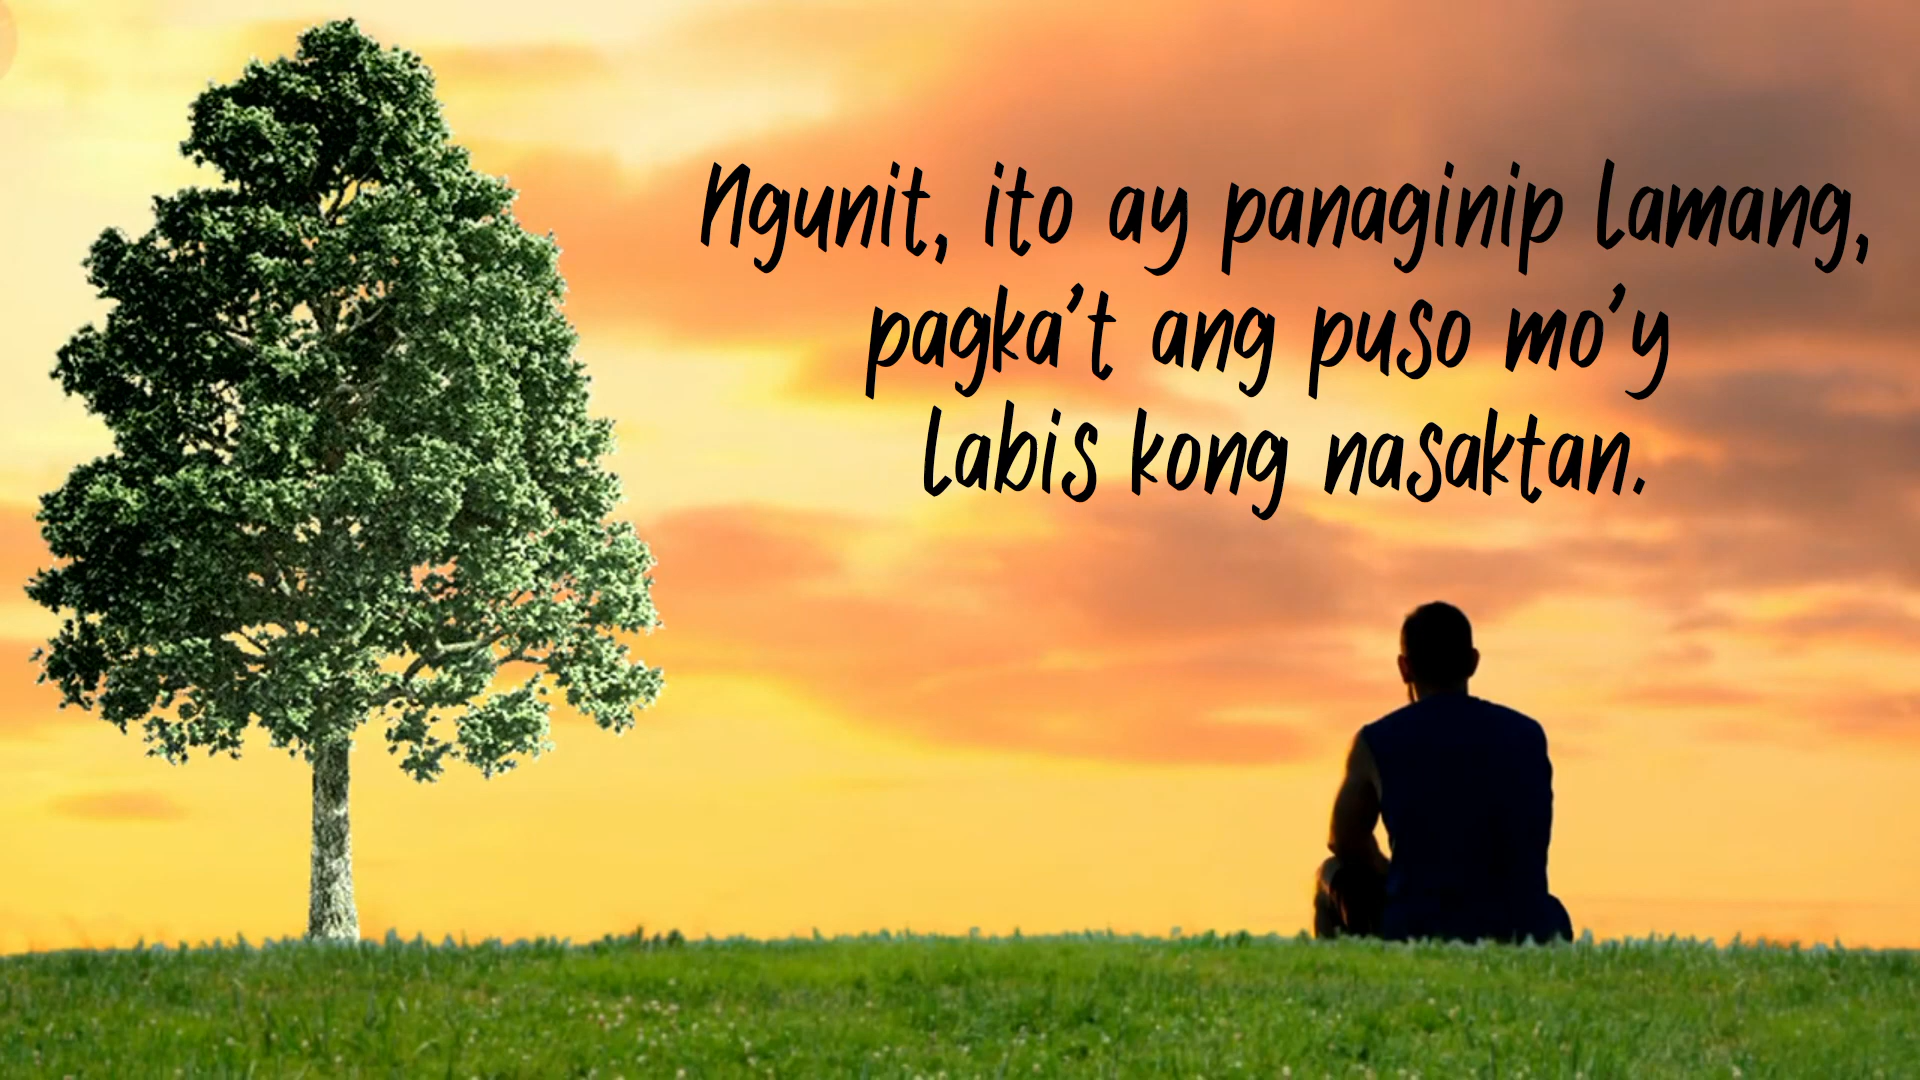 Ngunit, ito ay panaginip lamang,
pagka't ang puso mo'y
labis kong nasaktan.